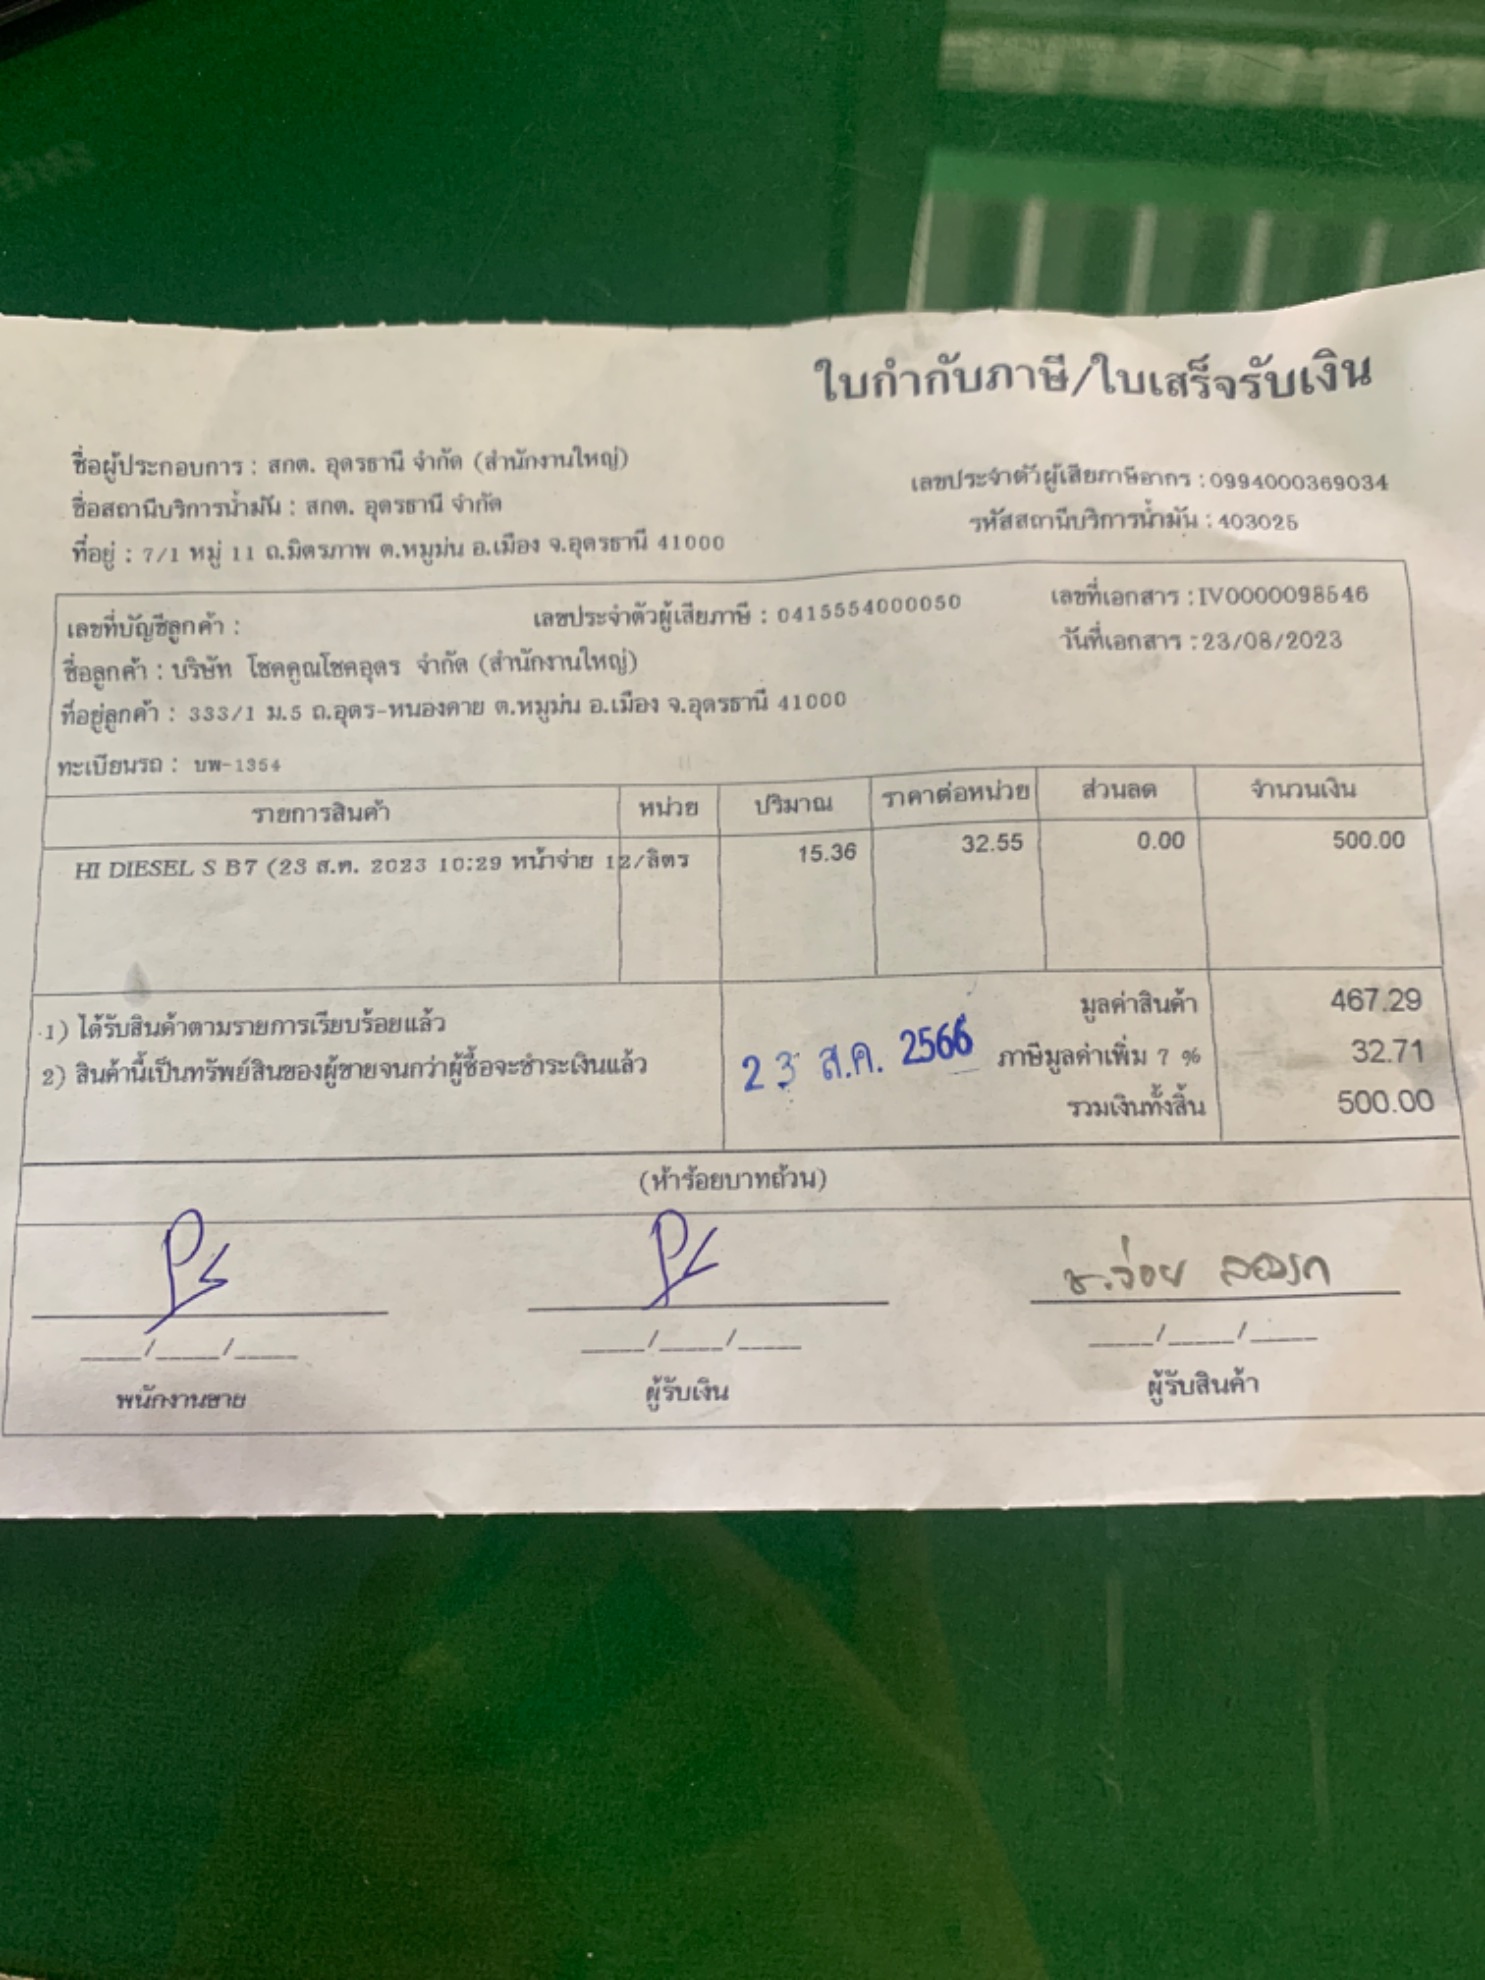 ใบกำกับภาษี/ใบเสร็จรับเงิน
ชื่อผู้ประกอบการ : สกต. อุดรธานี จำกัด (สำนักงานใหญ่)
เลขประจำตัวผู้เสียภาษีอากร : 0994000369034
ชื่อสถานีบริการน้ำมัน : สกต. อุดรธานี จำกัด
รหัสสถานีบริการน้ำมัน : 403025
ที่อยู่ : 7/1 หมู่ 11 ถ.มิตรภาพ ต.หมูม่น อ.เมือง จ.อุดรธานี 41000
เลขที่บัญชีลูกค้า : เลขประจำตัวผู้เสียภาษี : 0415554000050 เลขที่เอกสาร : IV0000098546
ชื่อลูกค้า : บริษัท โชคคูณโชคอุดร จำกัด (สำนักงานใหญ่) วันที่เอกสาร : 23/08/2023
ที่อยู่ลูกค้า : 333/1 ม.5 ถ.อุดร-หนองคาย ต.หมูม่น อ.เมือง จ.อุดรธานี 41000
ทะเบียนรถ : บพ-1354
รายการสินค้า หน่วย ปริมาณ ราคาต่อหน่วย ส่วนลด จำนวนเงิน
HI DIESEL S B7 (23 ส.ค. 2023 10:29 หน้าจ่าย 12/ลิตร 15.36 32.55 0.00 500.00
1) ได้รับสินค้าตามรายการเรียบร้อยแล้ว มูลค่าสินค้า 467.29
2) สินค้านี้เป็นทรัพย์สินของผู้ขายจนกว่าผู้ซื้อจะชำระเงินแล้ว 23 ส.ค. 2566 ภาษีมูลค่าเพิ่ม 7 % 32.71
รวมเงินทั้งสิ้น 500.00
(ห้าร้อยบาทถ้วน)
____/____/____ ____/____/____ ____/____/____
พนักงานขาย ผู้รับเงิน ผู้รับสินค้า